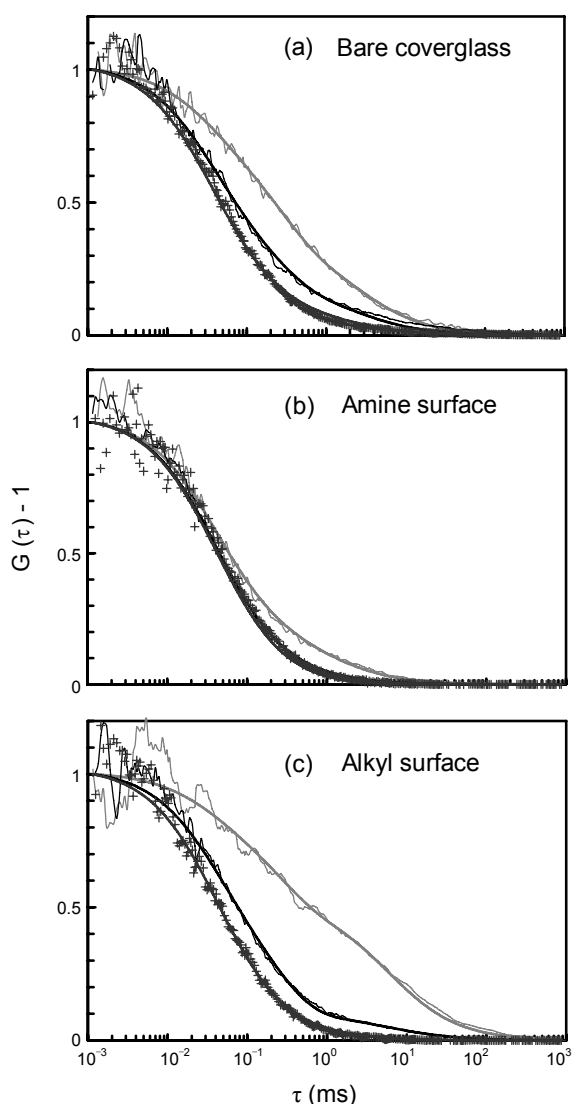 (a) Bare coverglass
1
0.5
0
(b) Amine surface
1
0.5
0
G (τ) - 1
(c) Alkyl surface
1
0.5
0
10⁻³ 10⁻² 10⁻¹ 10⁰ 10¹ 10² 10³
τ (ms)